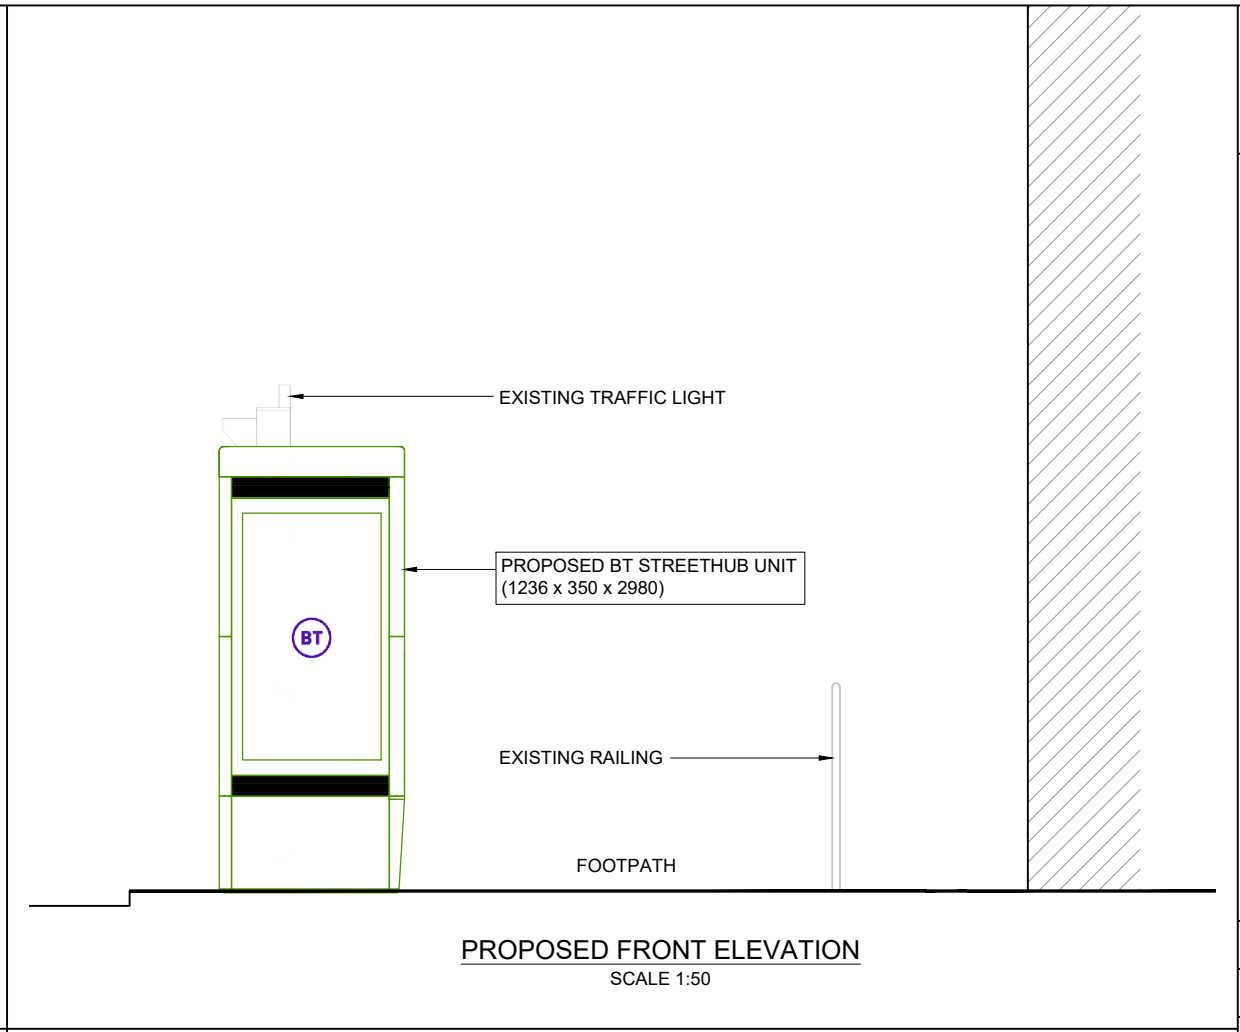 EXISTING TRAFFIC LIGHT
PROPOSED BT STREETHUB UNIT
(1236 x 350 x 2980)
BT
EXISTING RAILING
FOOTPATH
PROPOSED FRONT ELEVATION
SCALE 1:50